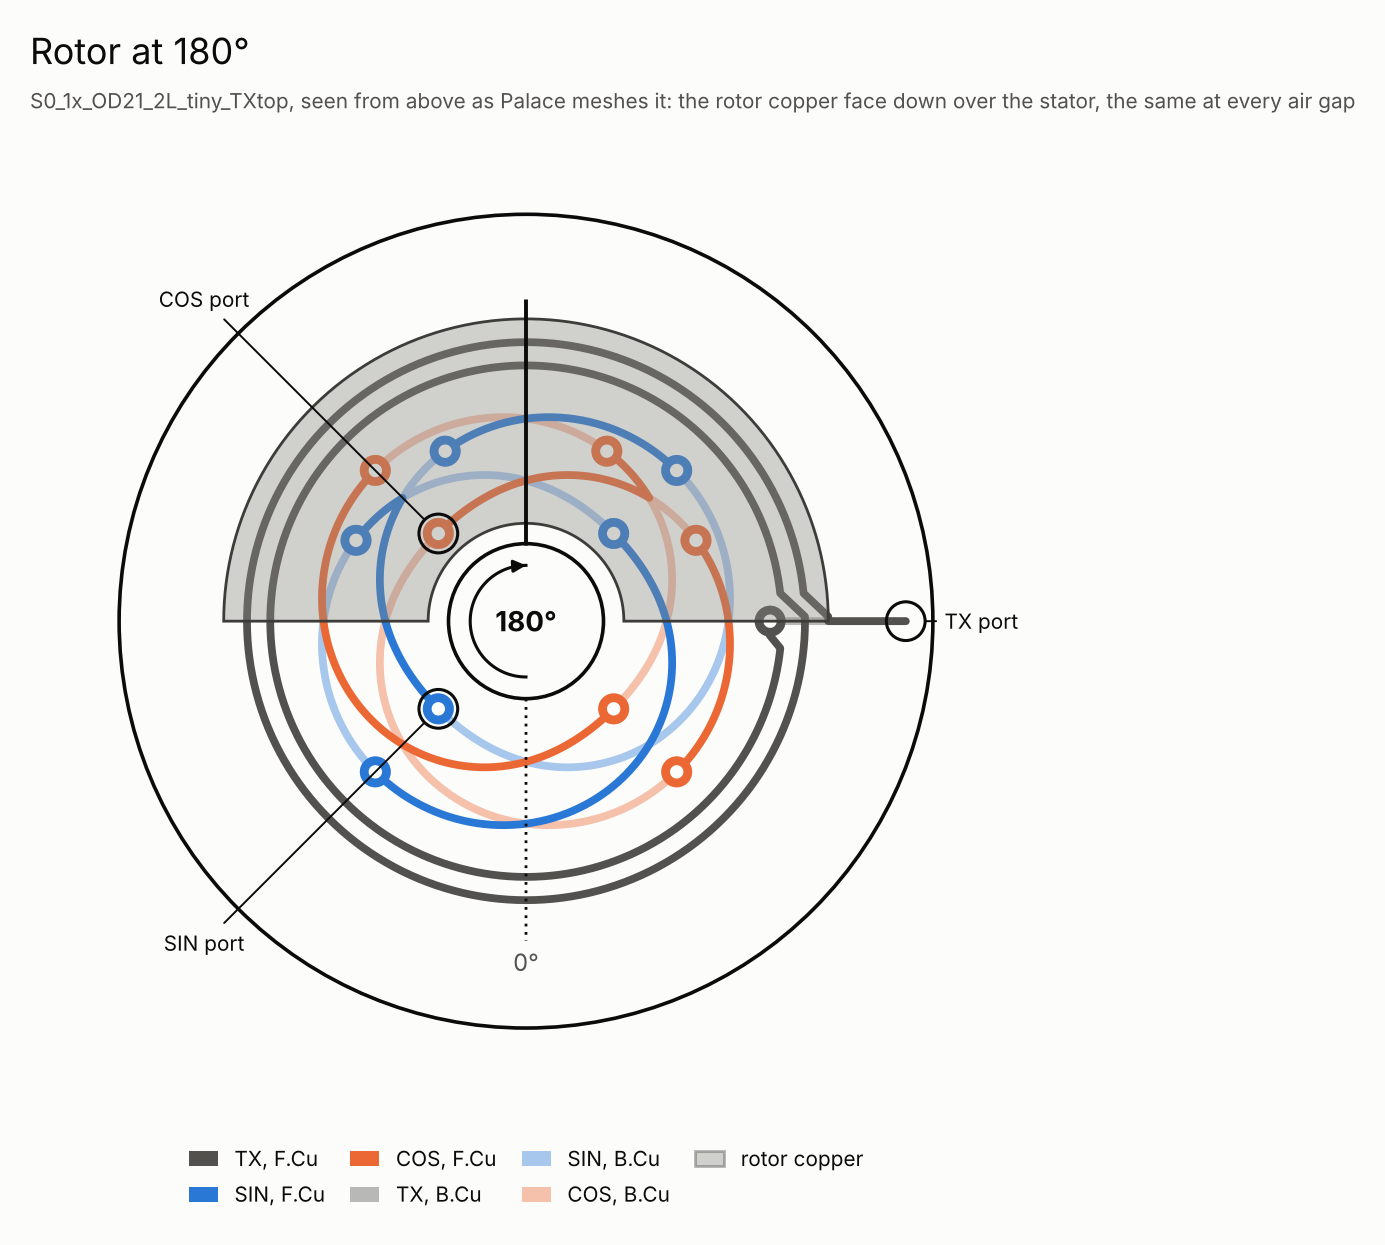 Rotor at 180°
S0_1x_OD21_2L_tiny_TXtop, seen from above as Palace meshes it: the rotor copper face down over the stator, the same at every air gap
COS port
180°
TX port
SIN port
0°
TX, F.Cu
COS, F.Cu
SIN, B.Cu
rotor copper
SIN, F.Cu
TX, B.Cu
COS, B.Cu